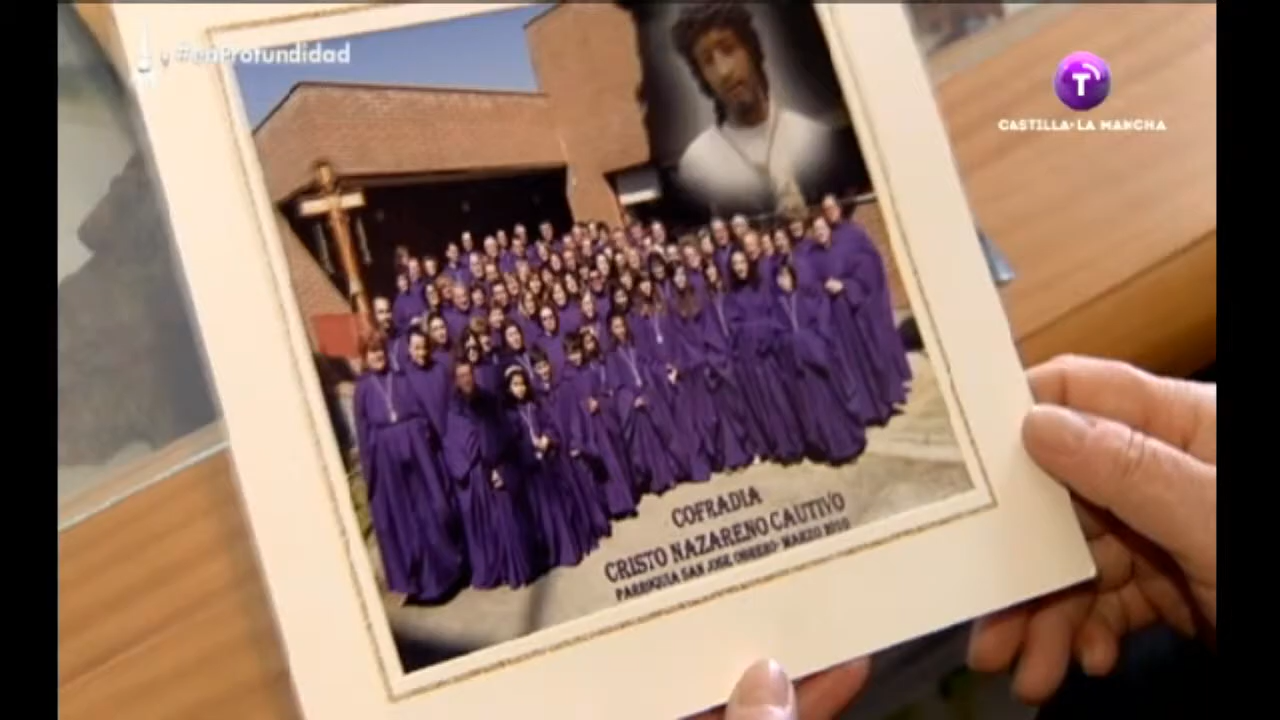 #enProfundidad
T
CASTILLA-LA MANCHA
COFRADIA
CRISTO NAZARENO CAUTIVO
PARROQUIA SAN JOSE OBRERO- MARZO 2010